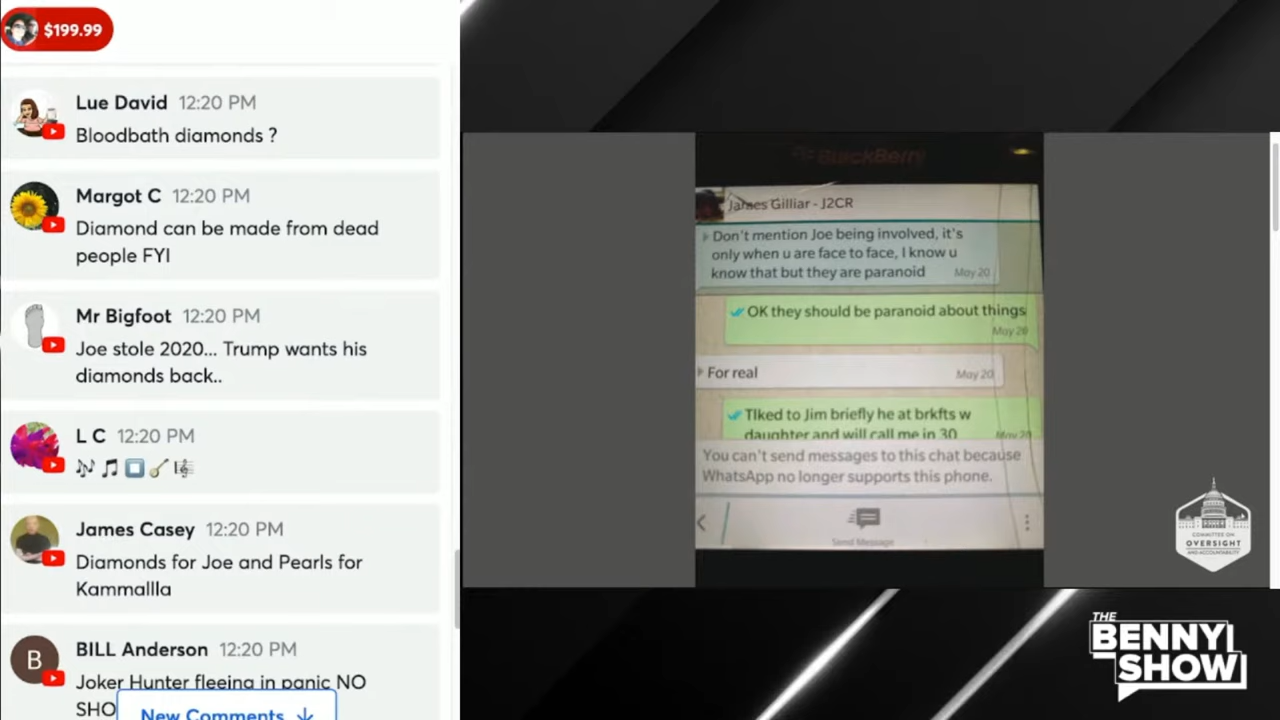 $199.99
Lue David 12:20 PM
Bloodbath diamonds ?
Margot C 12:20 PM
Diamond can be made from dead
people FYI
Mr Bigfoot 12:20 PM
Joe stole 2020... Trump wants his
diamonds back..
L C 12:20 PM
🎶 🎵 ⏹️ 🪕 🎼
James Casey 12:20 PM
Diamonds for Joe and Pearls for
Kammallla
B
BILL Anderson 12:20 PM
Joker Hunter fleeing in panic NO
SHO
New Comments ↓
BlackBerry
James Gilliar - J2CR
Don't mention Joe being involved, it's
only when u are face to face, I know u
know that but they are paranoid May 20
OK they should be paranoid about things
May 20
For real May 20
Tlked to Jim briefly he at brkfts w
daughter and will call me in 30 May 20
You can't send messages to this chat because
WhatsApp no longer supports this phone.
Send Message
COMMITTEE ON
OVERSIGHT
AND ACCOUNTABILITY
THE
BENNY
SHOW